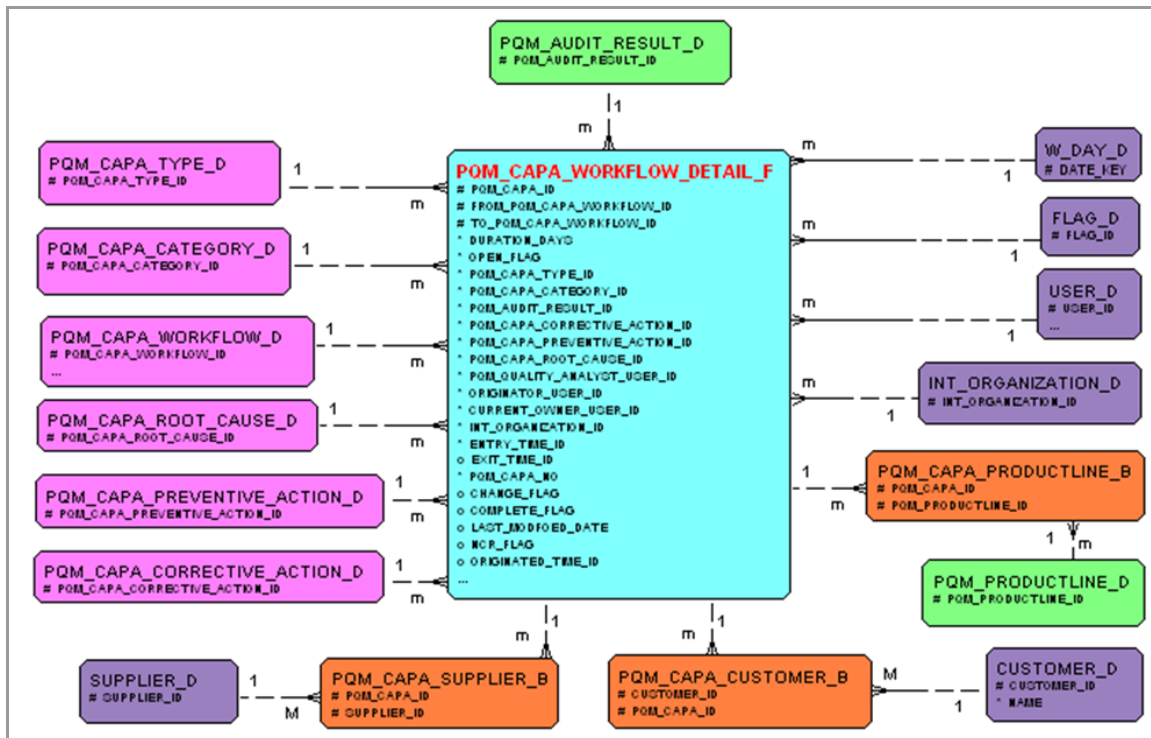 PQM_AUDIT_RESULT_D
# PQM_AUDIT_RESULT_ID
1
m
PQM_CAPA_TYPE_D
# PQM_CAPA_TYPE_ID
1
m
PQM_CAPA_CATEGORY_D
# PQM_CAPA_CATEGORY_ID
1
m
PQM_CAPA_WORKFLOW_D
# PQM_CAPA_WORKFLOW_ID
...
1
m
PQM_CAPA_ROOT_CAUSE_D
# PQM_CAPA_ROOT_CAUSE_ID
1
m
PQM_CAPA_PREVENTIVE_ACTION_D
# PQM_CAPA_PREVENTIVE_ACTION_ID
1
m
PQM_CAPA_CORRECTIVE_ACTION_D
# PQM_CAPA_CORRECTIVE_ACTION_ID
1
m
PQM_CAPA_WORKFLOW_DETAIL_F
# PQM_CAPA_ID
# FROM_PQM_CAPA_WORKFLOW_ID
# TO_PQM_CAPA_WORKFLOW_ID
* DURATION_DAYS
* OPEN_FLAG
* PQM_CAPA_TYPE_ID
* PQM_CAPA_CATEGORY_ID
* PQM_AUDIT_RESULT_ID
* PQM_CAPA_CORRECTIVE_ACTION_ID
* PQM_CAPA_PREVENTIVE_ACTION_ID
* PQM_CAPA_ROOT_CAUSE_ID
* PQM_QUALITY_ANALYST_USER_ID
* ORIGINATOR_USER_ID
* CURRENT_OWNER_USER_ID
* INT_ORGANIZATION_ID
* ENTRY_TIME_ID
o EXIT_TIME_ID
* PQM_CAPA_NO
o CHANGE_FLAG
o COMPLETE_FLAG
o LAST_MODFOED_DATE
o NCR_FLAG
o ORIGINATED_TIME_ID
...
m
1
W_DAY_D
# DATE_KEY
m
1
FLAG_D
# FLAG_ID
m
1
USER_D
# USER_ID
...
m
1
INT_ORGANIZATION_D
# INT_ORGANIZATION_ID
1
m
PQM_CAPA_PRODUCTLINE_B
# PQM_CAPA_ID
# PQM_PRODUCTLINE_ID
1
m
PQM_PRODUCTLINE_D
# PQM_PRODUCTLINE_ID
1
m
1
m
SUPPLIER_D
# SUPPLIER_ID
1
M
PQM_CAPA_SUPPLIER_B
# PQM_CAPA_ID
# SUPPLIER_ID
PQM_CAPA_CUSTOMER_B
# CUSTOMER_ID
# PQM_CAPA_ID
M
1
CUSTOMER_D
# CUSTOMER_ID
* NAME